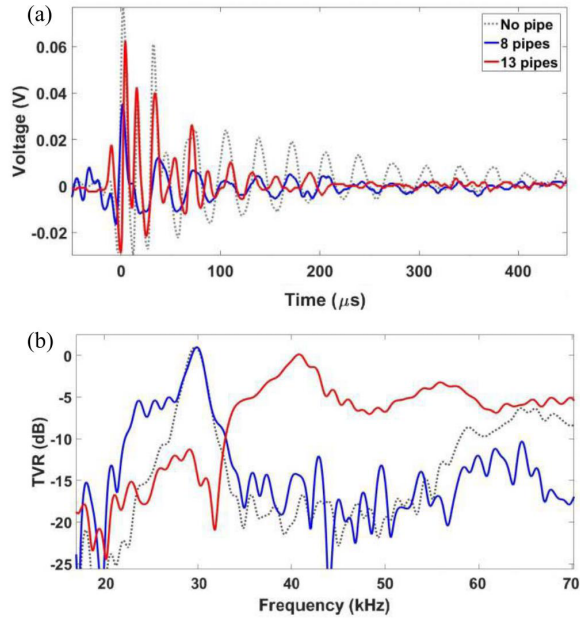 (a)
No pipe
8 pipes
13 pipes
0.06
0.04
0.02
0
-0.02
Voltage (V)
0 100 200 300 400
Time (μs)
(b)
0
-5
-10
-15
-20
-25
TVR (dB)
20 30 40 50 60 70
Frequency (kHz)